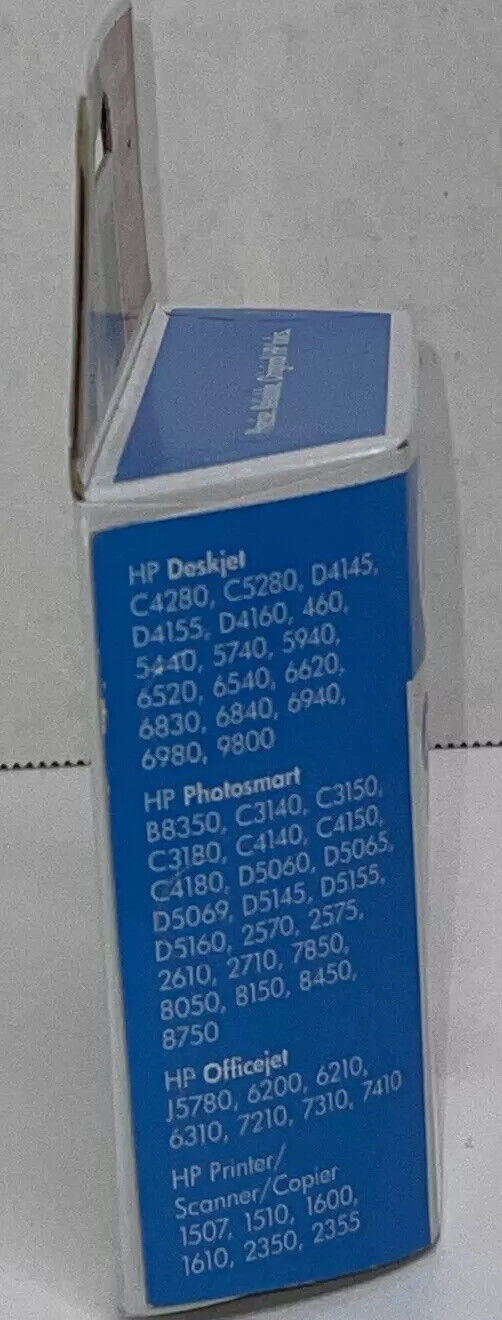 HP Deskjet
C4280, C5280, D4145,
D4155, D4160, 460,
5440, 5740, 5940,
6520, 6540, 6620,
6830, 6840, 6940,
6980, 9800
HP Photosmart
B8350, C3140, C3150,
C3180, C4140, C4150,
C4180, D5060, D5065,
D5069, D5145, D5155,
D5160, 2570, 2575,
2610, 2710, 7850,
8050, 8150, 8450,
8750
HP Officejet
J5780, 6200, 6210,
6310, 7210, 7310, 7410
HP Printer/
Scanner/Copier
1507, 1510, 1600,
1610, 2350, 2355